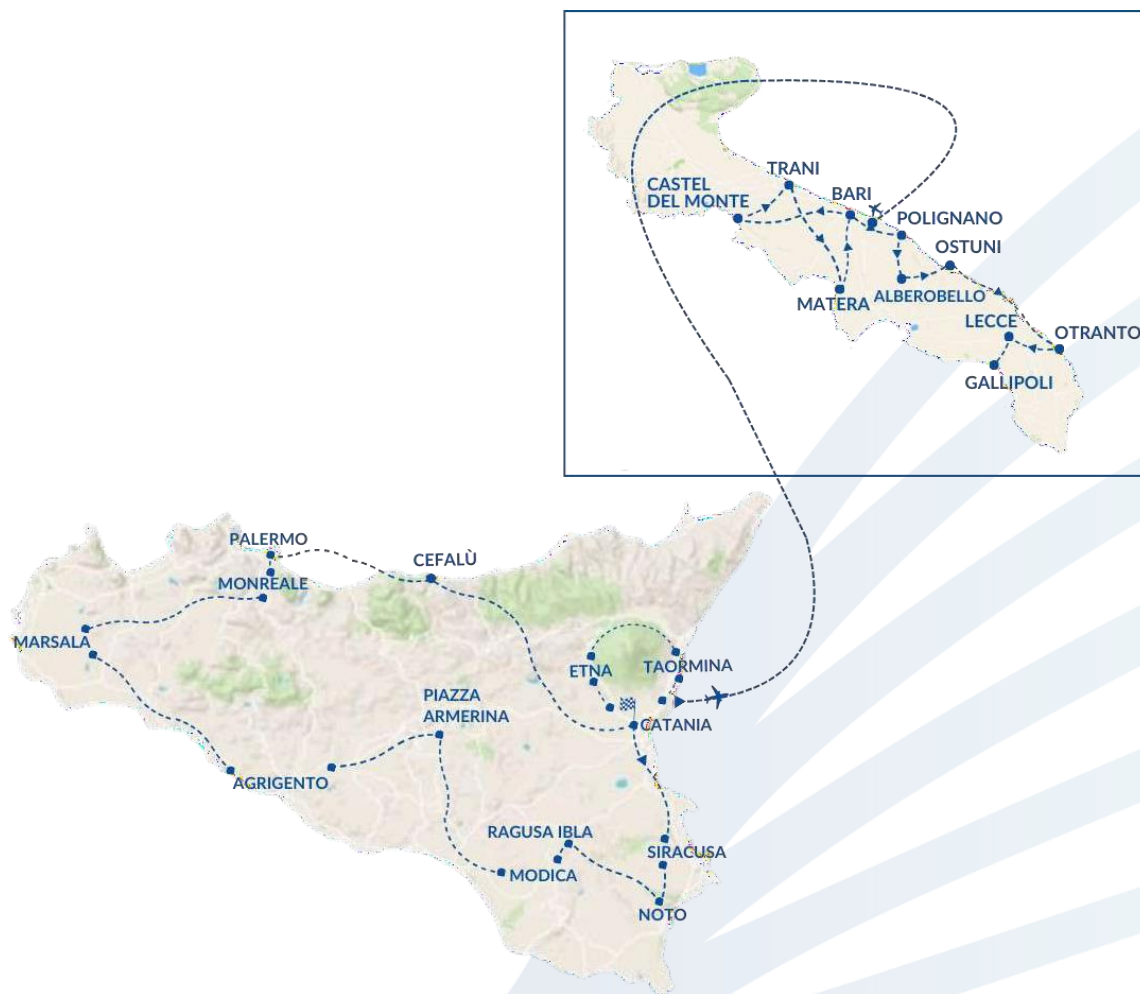 TRANI
CASTEL
DEL MONTE
BARI
POLIGNANO
OSTUNI
MATERA
ALBEROBELLO
LECCE
OTRANTO
GALLIPOLI
PALERMO
CEFALÙ
MONREALE
MARSALA
ETNA
TAORMINA
PIAZZA
ARMERINA
CATANIA
AGRIGENTO
RAGUSA IBLA
SIRACUSA
MODICA
NOTO